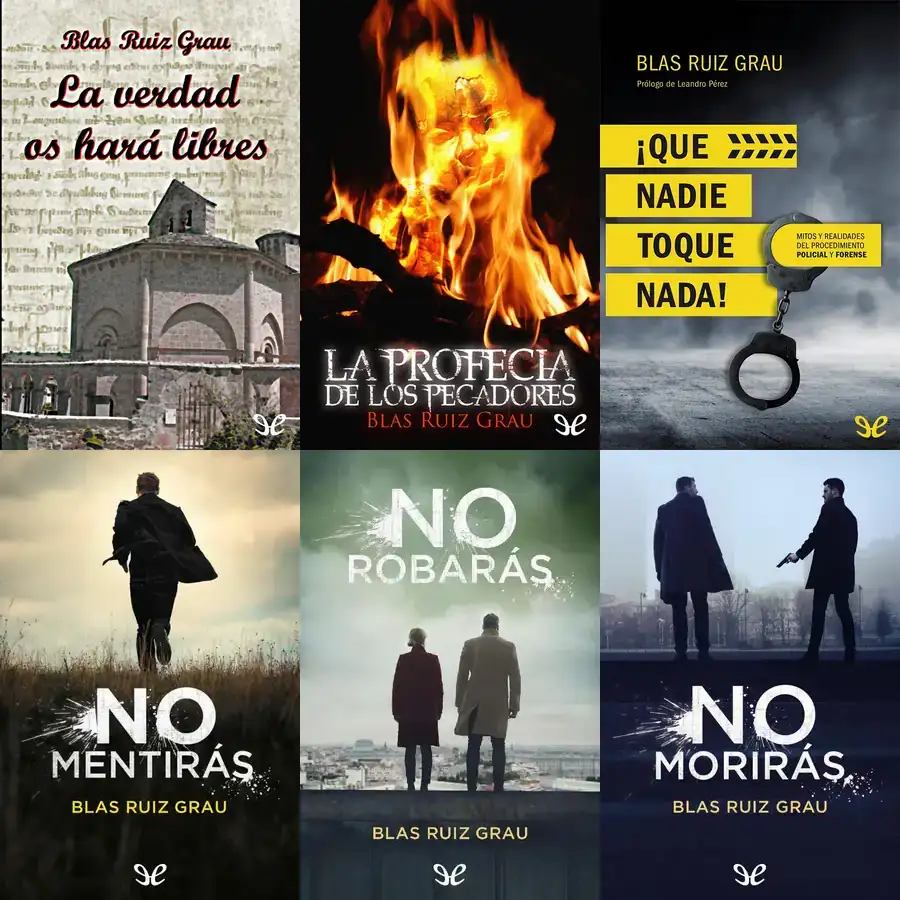 Blas Ruiz Grau
La verdad
os hará libres
LA PROFECIA
DE LOS PECADORES
BLAS RUIZ GRAU
BLAS RUIZ GRAU
Prólogo de Leandro Pérez
¡QUE
NADIE
TOQUE
NADA!
MITOS Y REALIDADES
DEL PROCEDIMIENTO
POLICIAL Y FORENSE
NO
MENTIRÁS
BLAS RUIZ GRAU
NO
ROBARÁS
BLAS RUIZ GRAU
NO
MORIRÁS
BLAS RUIZ GRAU